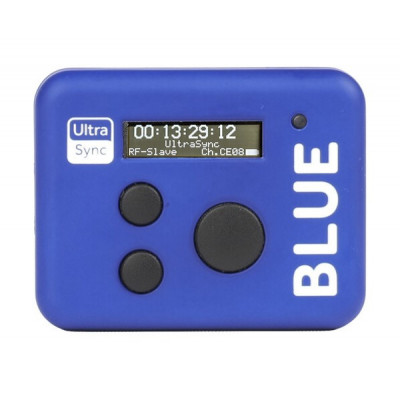 Ultra
Sync
00:13:29:12
UltraSync
RF-Slave Ch.CE08
BLUE